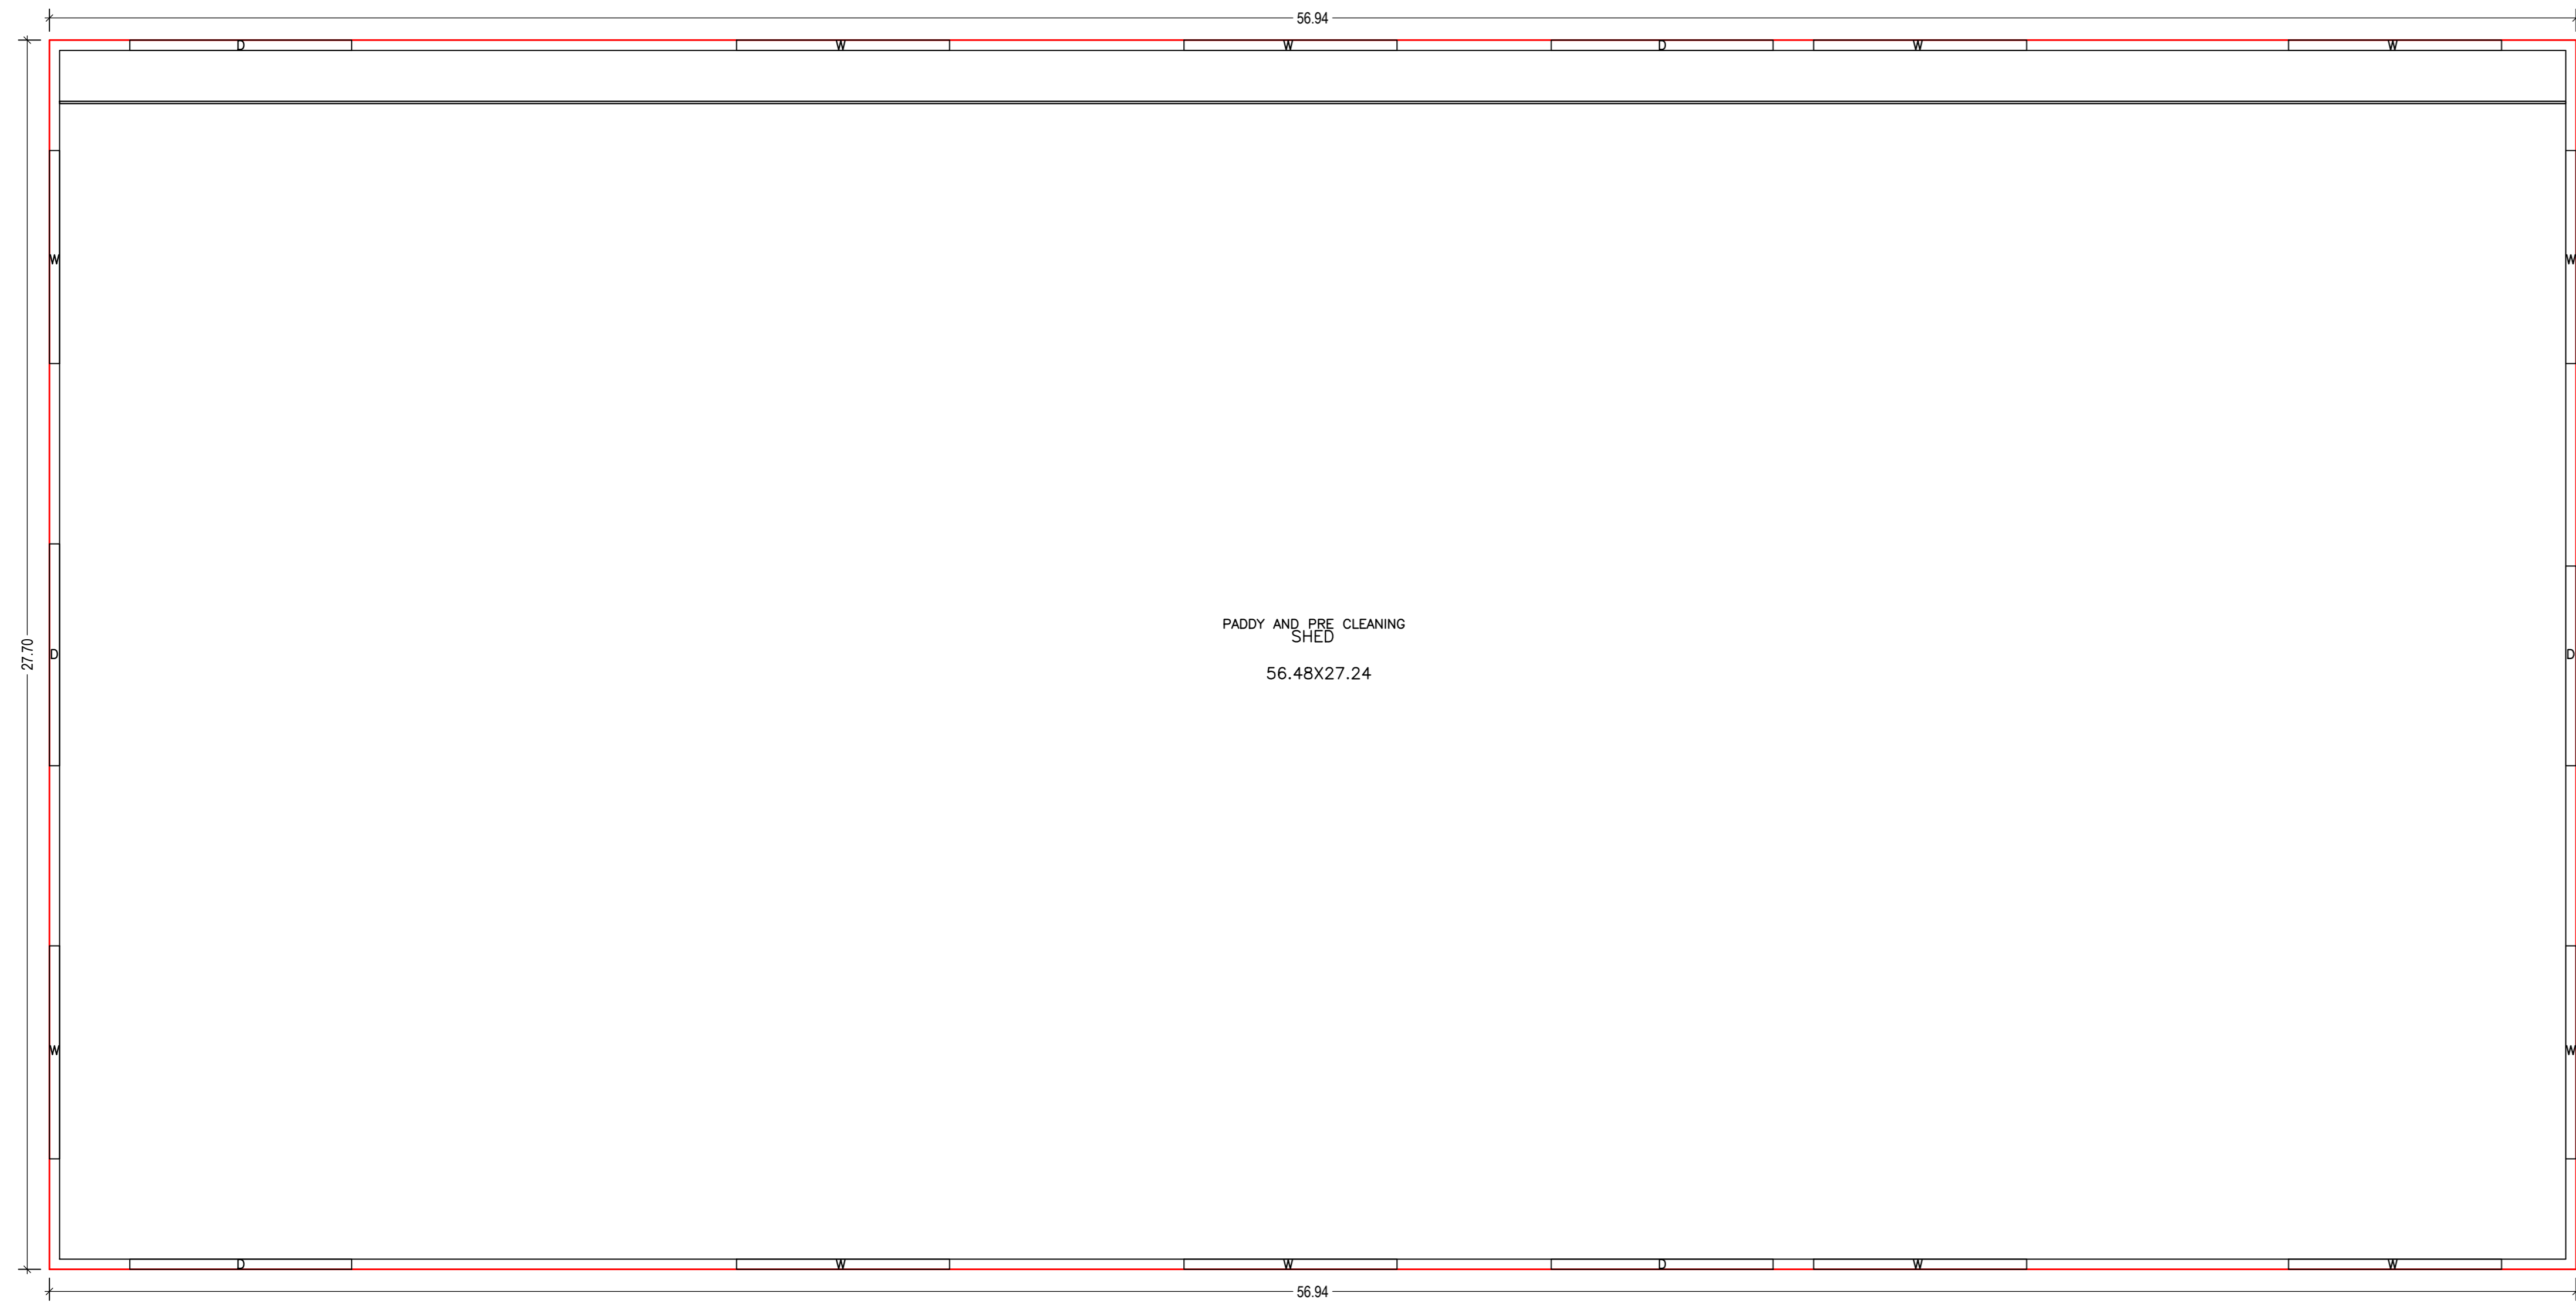 56.94
D W W D W W
W W
27.70
PADDY AND PRE CLEANING
SHED
D D
56.48X27.24
W W
D W W D W W
56.94